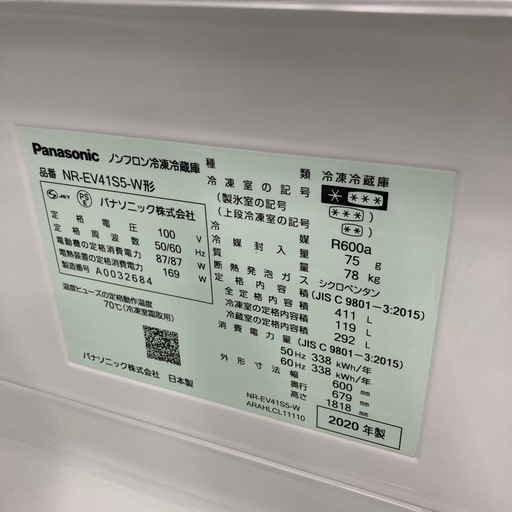 Panasonic ノンフロン冷凍冷蔵庫
品番 NR-EV41S5-W形
JET PSE パナソニック株式会社
定格電圧 100 V
定格周波数 50/60 Hz
電動機の定格消費電力 87/87 W
電熱装置の定格消費電力 169 W
製造番号 A0032684
温度ヒューズの定格動作温度
70℃(冷凍室霜取用)
パナソニック株式会社 日本製
種類 冷凍冷蔵庫
冷凍室の記号 * ***
(製氷室の記号) (***)
(上段冷凍室の記号) (**)
冷媒 R600a
冷媒封入量 75 g
質量 78 kg
断熱発泡ガス シクロペンタン
定格内容積 (JIS C 9801-3:2015)
全定格内容積 411 L
冷凍室の定格内容積 119 L
冷蔵室の定格内容積 292 L
消費電力量 (JIS C 9801-3:2015)
50Hz 338 kWh/年
60Hz 338 kWh/年
外形寸法 幅 600 mm
奥行 679 mm
高さ 1818 mm
NR-EV41S5-W
ARAHLCL11110
2020年製